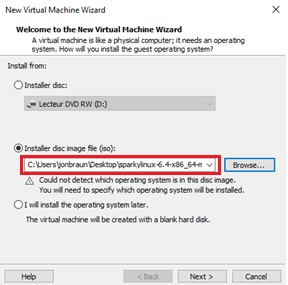 New Virtual Machine Wizard
Welcome to the New Virtual Machine Wizard
A virtual machine is like a physical computer; it needs an operating
system. How will you install the guest operating system?
Install from:
Installer disc:
Lecteur DVD RW (D:)
Installer disc image file (iso):
C:\Users\jonbraun\Desktop\sparkylinux-6.4-x86_64-m
Browse...
Could not detect which operating system is in this disc image.
You will need to specify which operating system will be installed.
I will install the operating system later.
The virtual machine will be created with a blank hard disk.
Help
< Back
Next >
Cancel